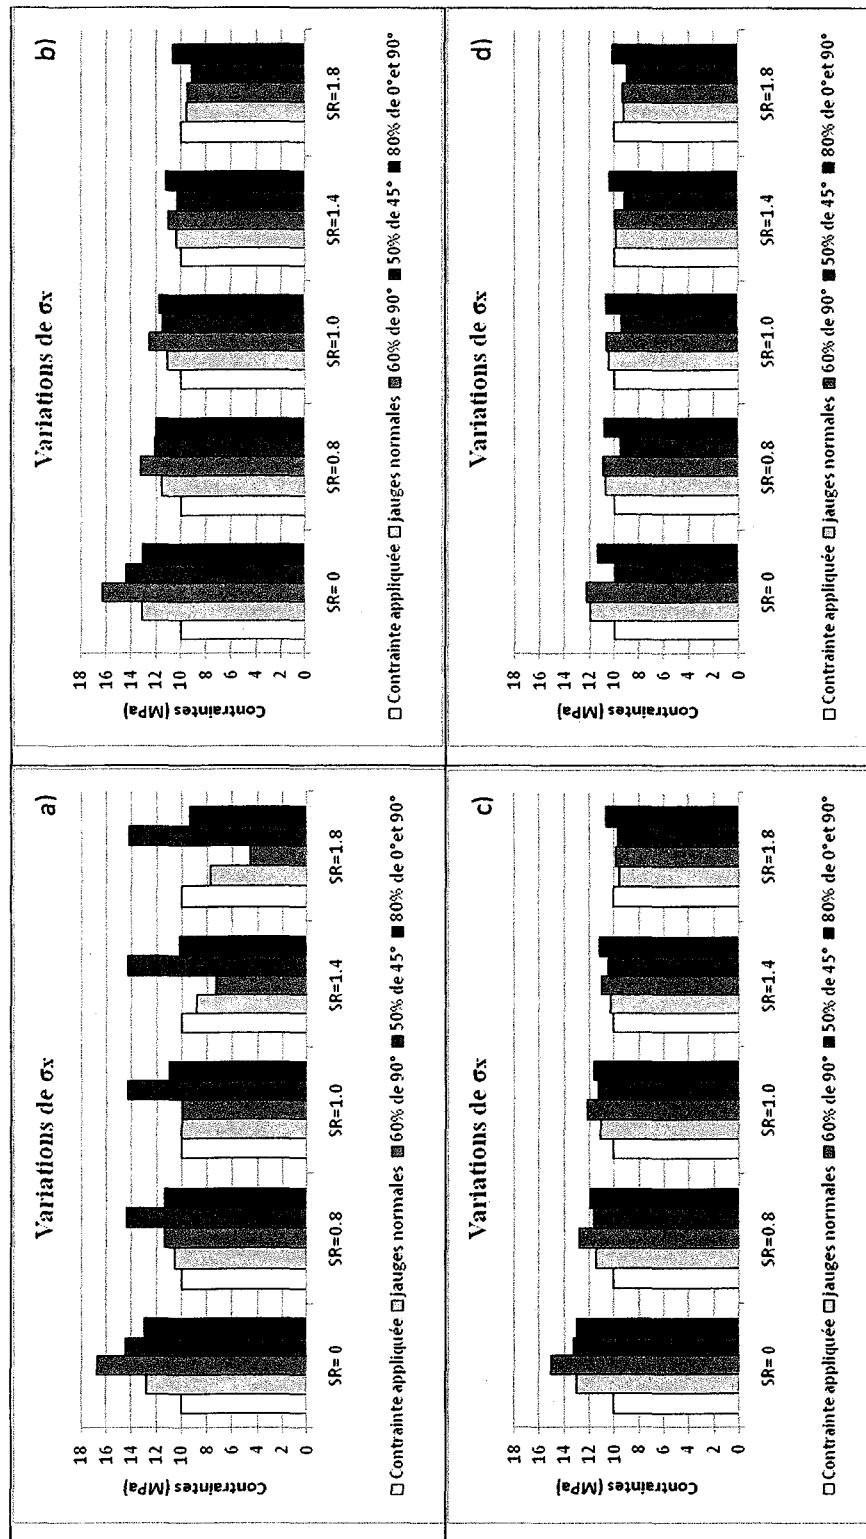 a)
Variations de σx
Contraintes (MPa)
18
16
14
12
10
8
6
4
2
0
SR=0
SR=0.8
SR=1.0
SR=1.4
SR=1.8
Contrainte appliquée jauges normales 60% de 90° 50% de 45° 80% de 0°et 90°
b)
Variations de σx
Contraintes (MPa)
18
16
14
12
10
8
6
4
2
0
SR=0
SR=0.8
SR=1.0
SR=1.4
SR=1.8
Contrainte appliquée jauges normales 60% de 90° 50% de 45° 80% de 0°et 90°
c)
Variations de σx
Contraintes (MPa)
18
16
14
12
10
8
6
4
2
0
SR=0
SR=0.8
SR=1.0
SR=1.4
SR=1.8
Contrainte appliquée jauges normales 60% de 90° 50% de 45° 80% de 0°et 90°
d)
Variations de σx
Contraintes (MPa)
18
16
14
12
10
8
6
4
2
0
SR=0
SR=0.8
SR=1.0
SR=1.4
SR=1.8
Contrainte appliquée jauges normales 60% de 90° 50% de 45° 80% de 0°et 90°